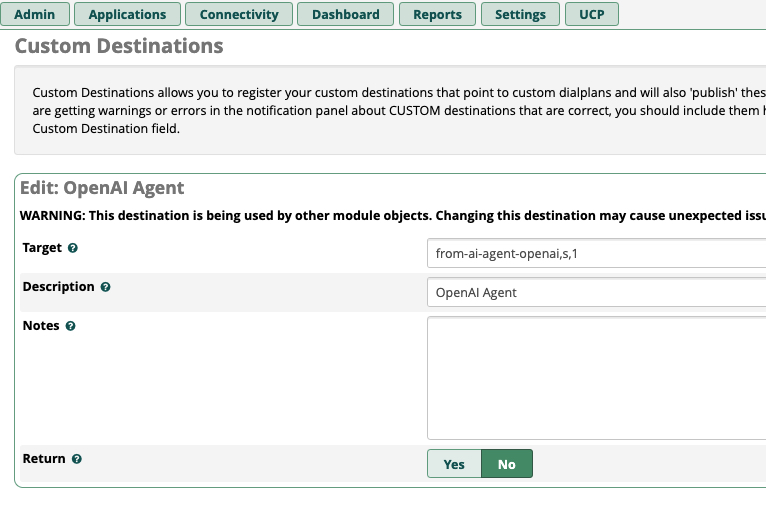 Admin Applications Connectivity Dashboard Reports Settings UCP
Custom Destinations
Custom Destinations allows you to register your custom destinations that point to custom dialplans and will also 'publish' thes
are getting warnings or errors in the notification panel about CUSTOM destinations that are correct, you should include them h
Custom Destination field.
Edit: OpenAI Agent
WARNING: This destination is being used by other module objects. Changing this destination may cause unexpected issu
Target ?
from-ai-agent-openai,s,1
Description ?
OpenAI Agent
Notes ?
Return ?
Yes No